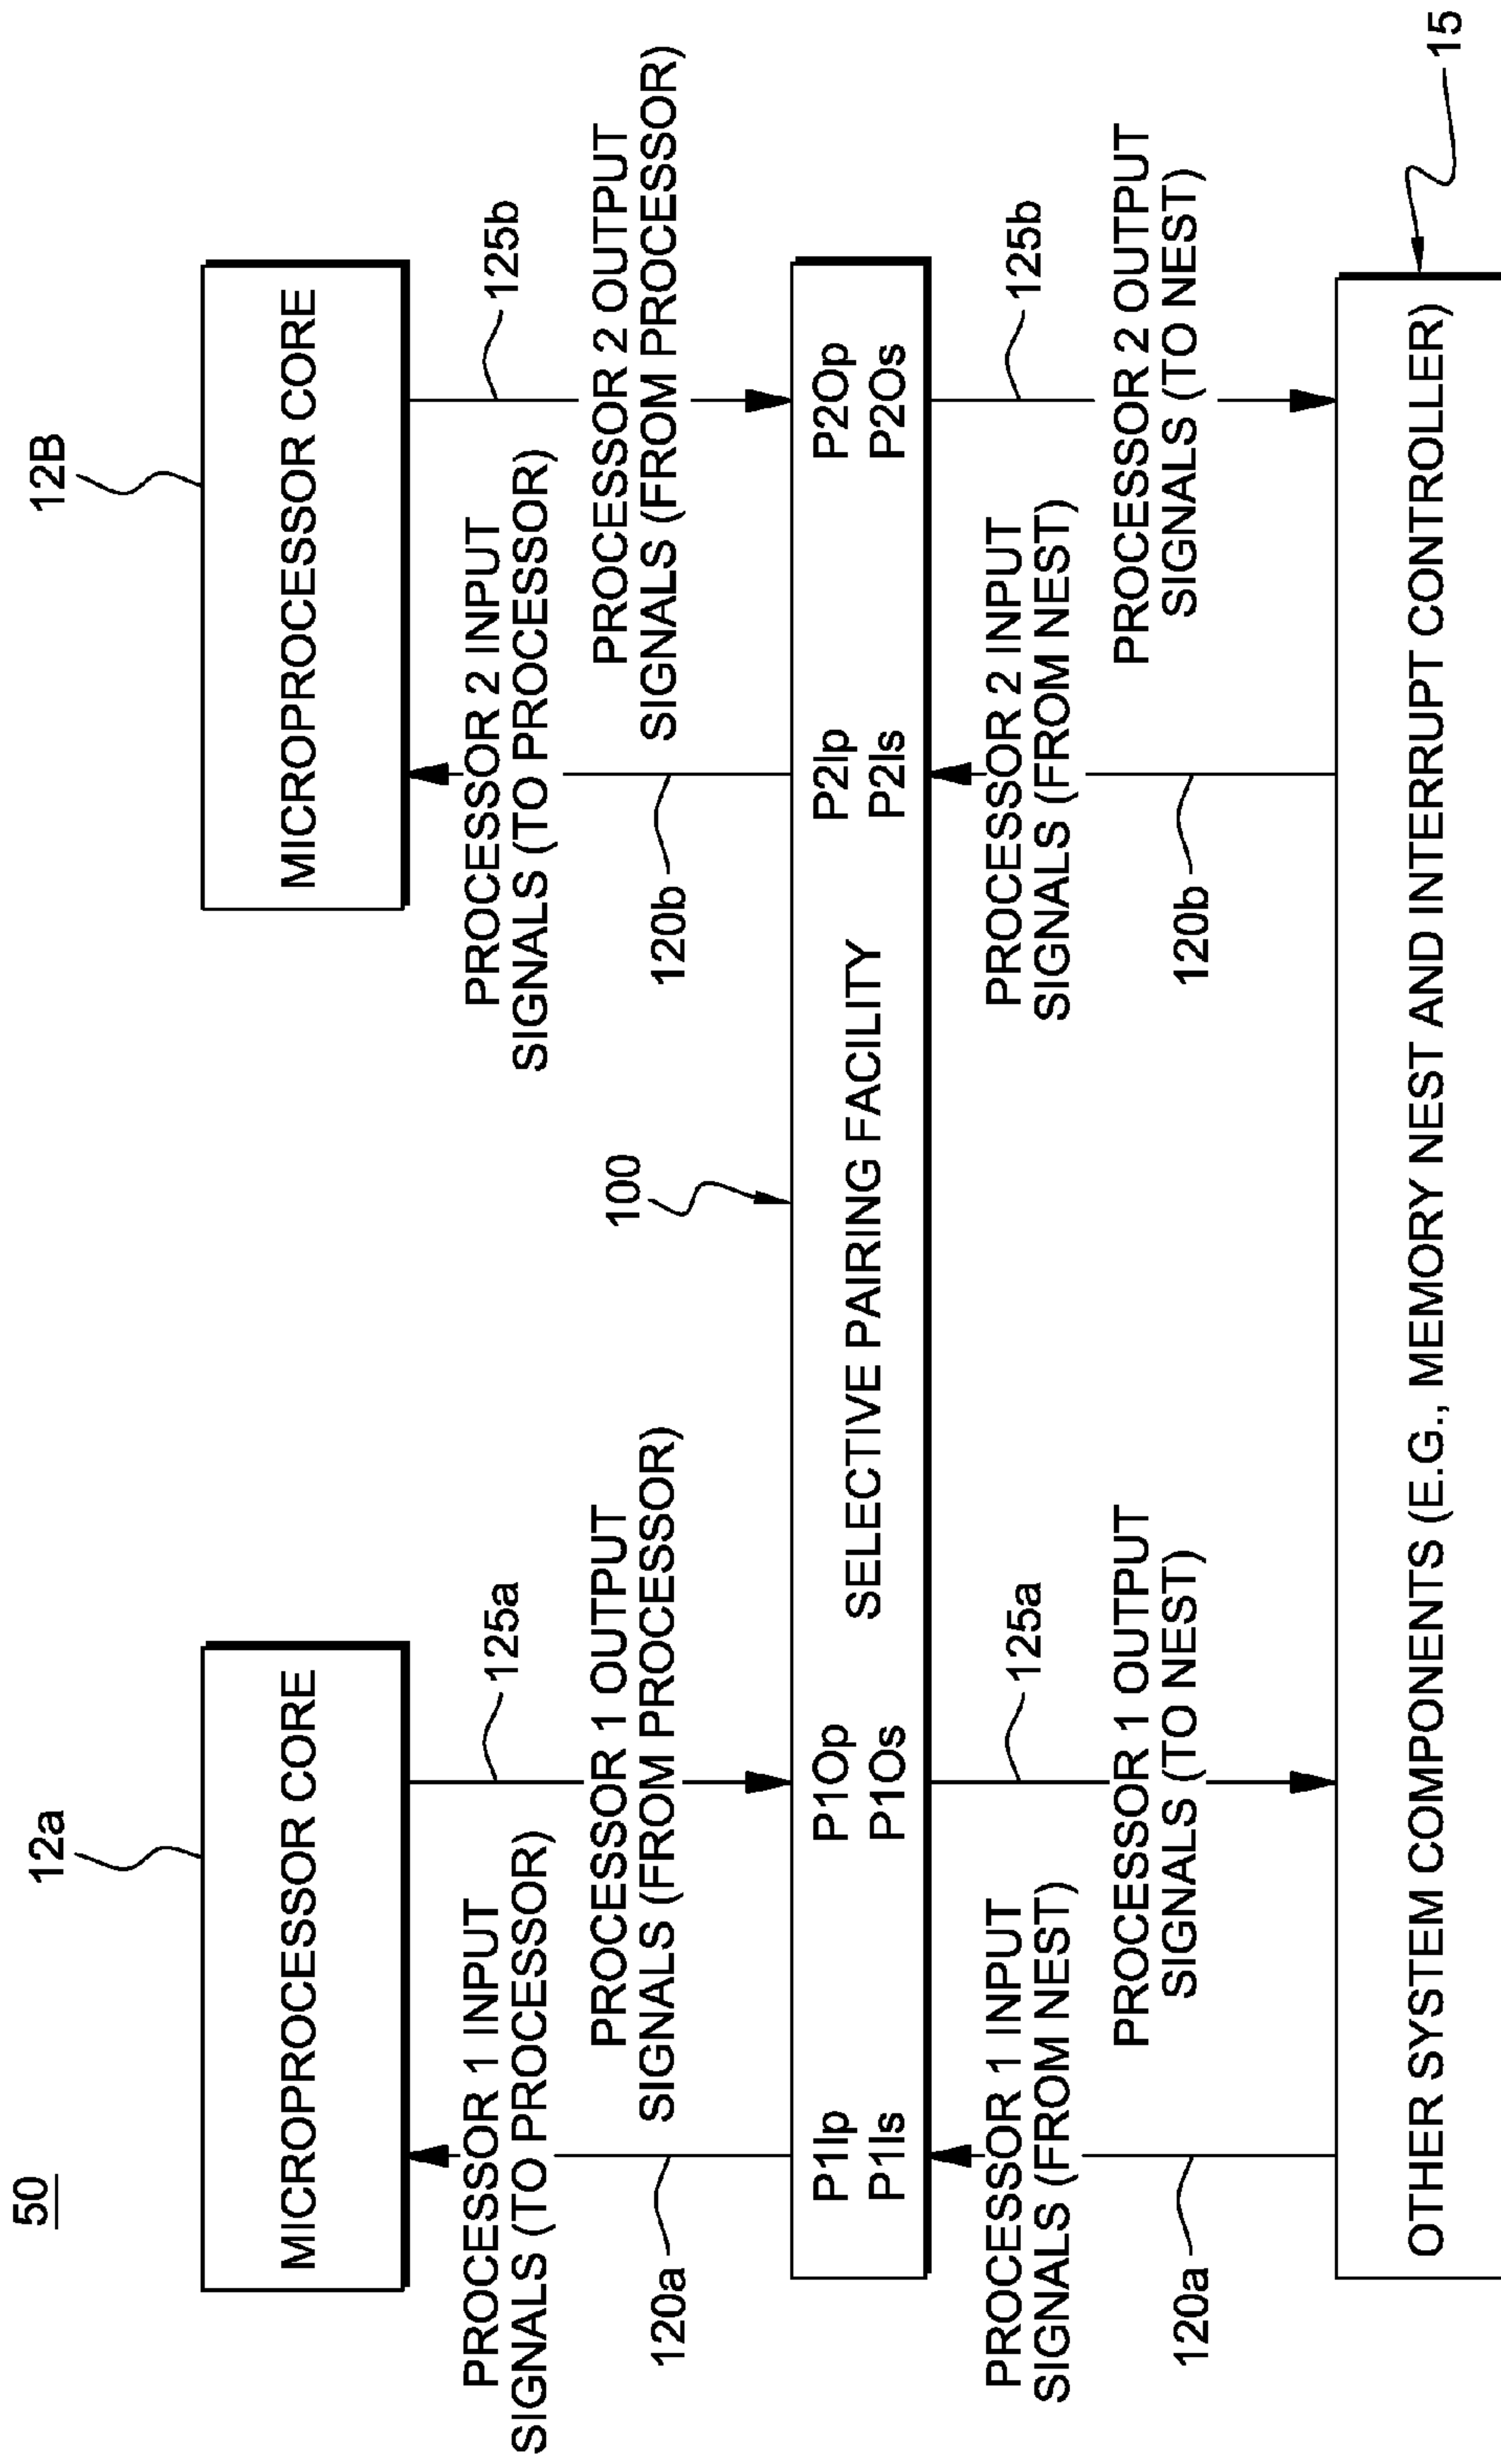 50
12a
12B
MICROPROCESSOR CORE
MICROPROCESSOR CORE
PROCESSOR 1 INPUT
SIGNALS (TO PROCESSOR)
125a
PROCESSOR 2 INPUT
SIGNALS (TO PROCESSOR)
125b
PROCESSOR 1 OUTPUT
SIGNALS (FROM PROCESSOR)
PROCESSOR 2 OUTPUT
SIGNALS (FROM PROCESSOR)
120a
100
120b
P1Ip
P1Is
P1Op
P1Os
SELECTIVE PAIRING FACILITY
P2Ip
P2Is
P2Op
P2Os
PROCESSOR 1 INPUT
SIGNALS (FROM NEST)
125a
PROCESSOR 2 INPUT
SIGNALS (FROM NEST)
125b
PROCESSOR 1 OUTPUT
SIGNALS (TO NEST)
PROCESSOR 2 OUTPUT
SIGNALS (TO NEST)
120a
120b
OTHER SYSTEM COMPONENTS (E.G., MEMORY NEST AND INTERRUPT CONTROLLER)
15